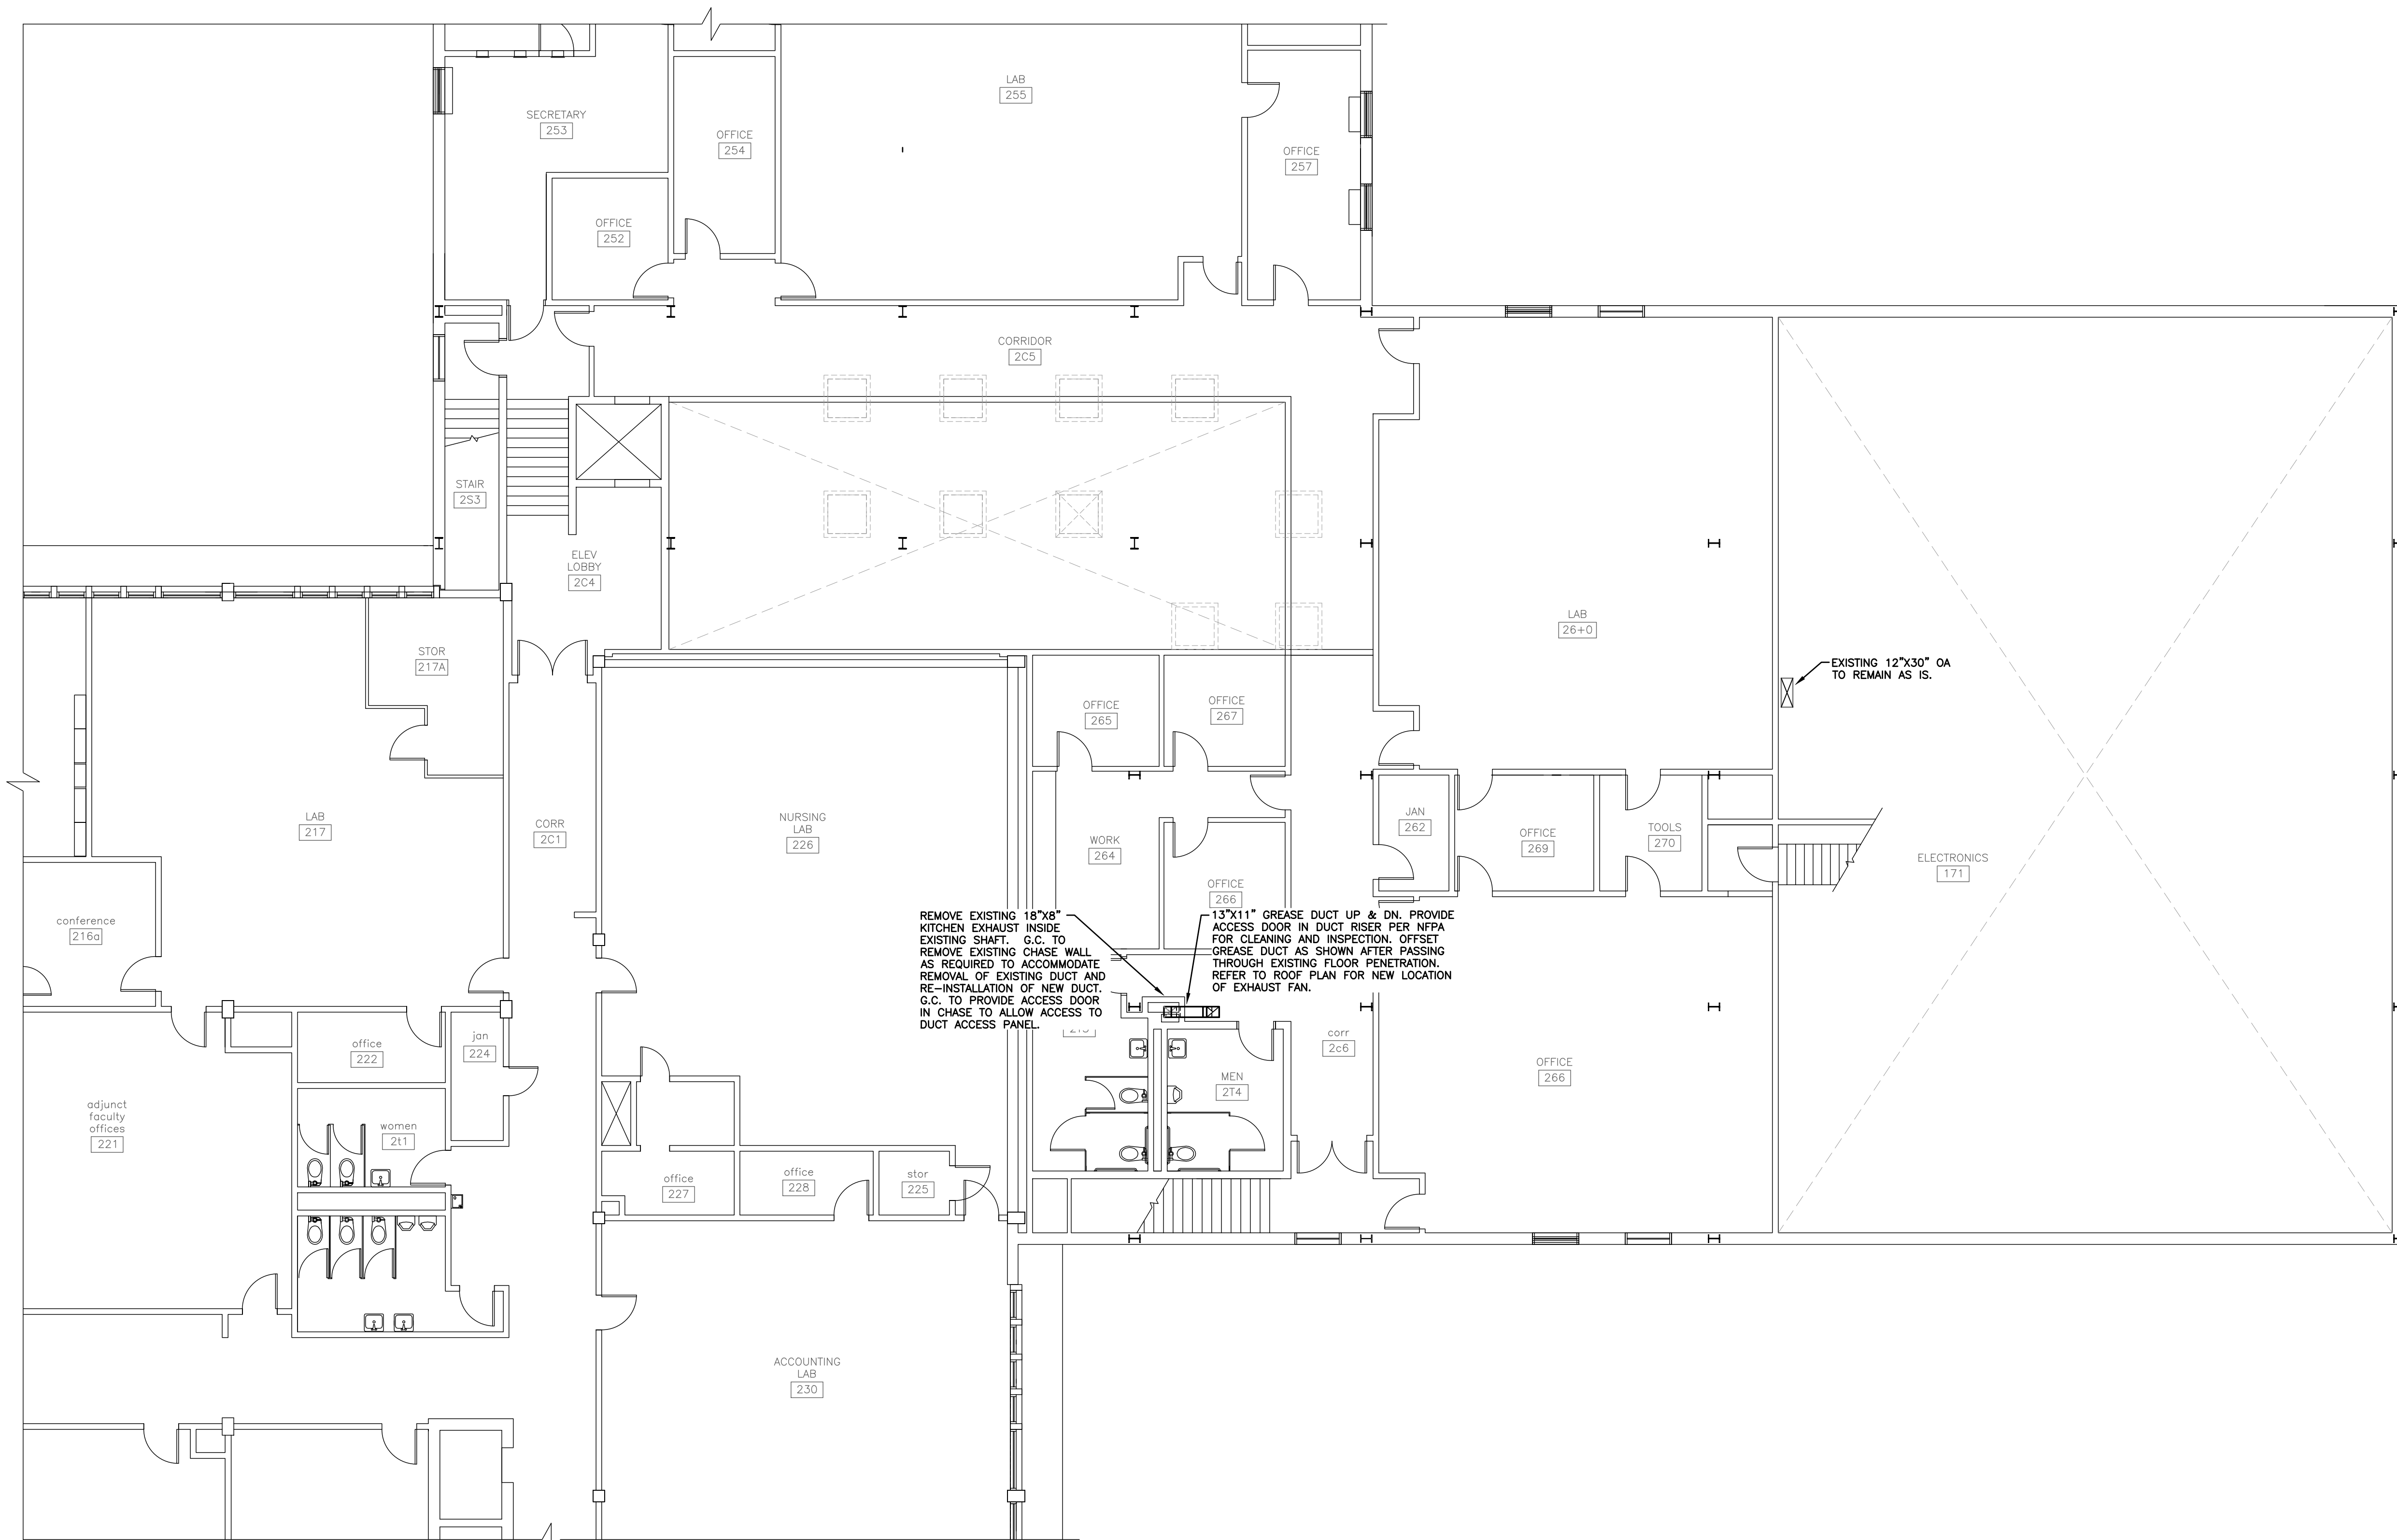 LAB
255
SECRETARY
253
OFFICE
254
OFFICE
257
OFFICE
252
CORRIDOR
2C5
STAIR
2S3
ELEV
LOBBY
2C4
LAB
26+0
STOR
217A
EXISTING 12"X30" OA
TO REMAIN AS IS.
OFFICE
265
OFFICE
267
LAB
217
CORR
2C1
NURSING
LAB
226
WORK
264
JAN
262
OFFICE
269
TOOLS
270
ELECTRONICS
171
OFFICE
266
conference
216a
REMOVE EXISTING 18"X8"
KITCHEN EXHAUST INSIDE
EXISTING SHAFT. G.C. TO
REMOVE EXISTING CHASE WALL
AS REQUIRED TO ACCOMMODATE
REMOVAL OF EXISTING DUCT AND
RE-INSTALLATION OF NEW DUCT.
G.C. TO PROVIDE ACCESS DOOR
IN CHASE TO ALLOW ACCESS TO
DUCT ACCESS PANEL.
13"X11" GREASE DUCT UP & DN. PROVIDE
ACCESS DOOR IN DUCT RISER PER NFPA
FOR CLEANING AND INSPECTION. OFFSET
GREASE DUCT AS SHOWN AFTER PASSING
THROUGH EXISTING FLOOR PENETRATION.
REFER TO ROOF PLAN FOR NEW LOCATION
OF EXHAUST FAN.
office
222
jan
224
corr
2c6
MEN
2T4
OFFICE
266
adjunct
faculty
offices
221
women
2t1
office
227
office
228
stor
225
ACCOUNTING
LAB
230